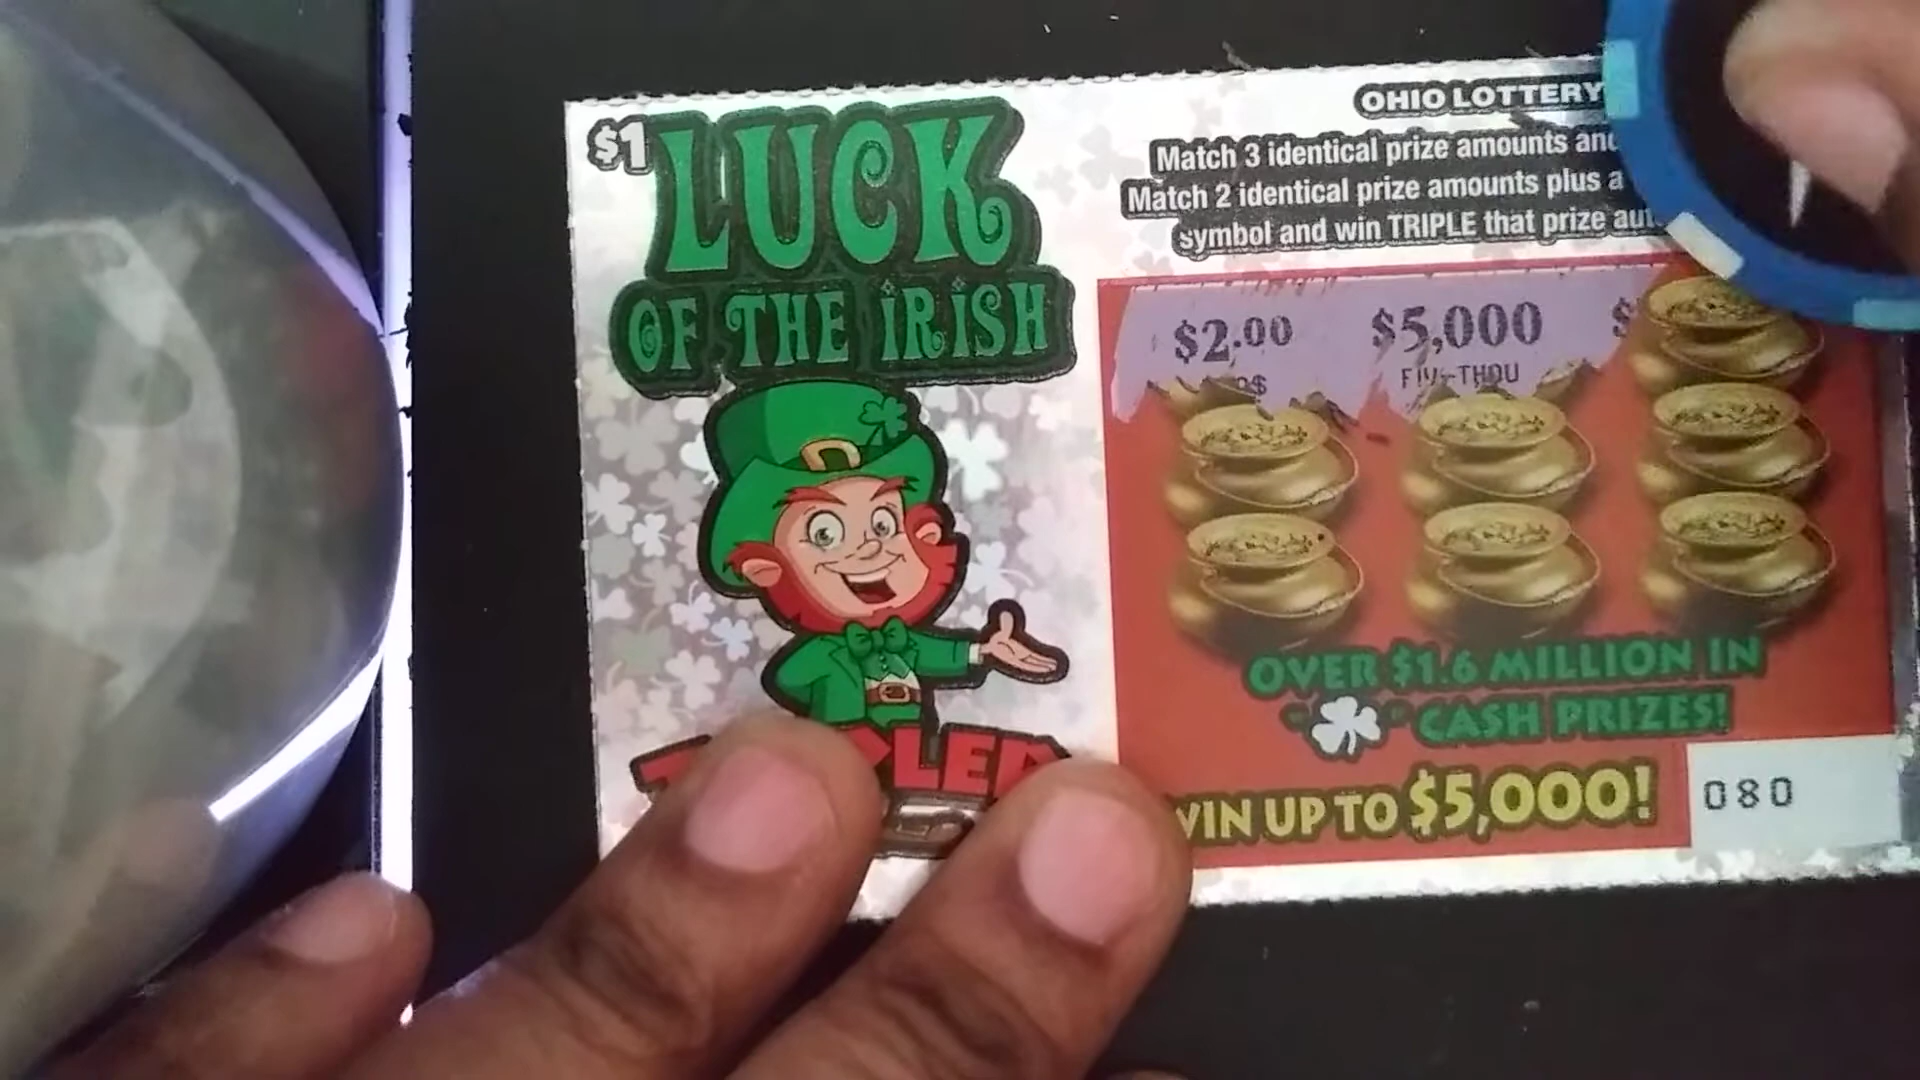 $1
LUCK
OF THE IRISH
OHIO LOTTERY
Match 3 identical prize amounts and
Match 2 identical prize amounts plus a
symbol and win TRIPLE that prize
$2.00 $5,000 $
OVER $1.6 MILLION IN
CASH PRIZES!
WIN UP TO $5,000!
080